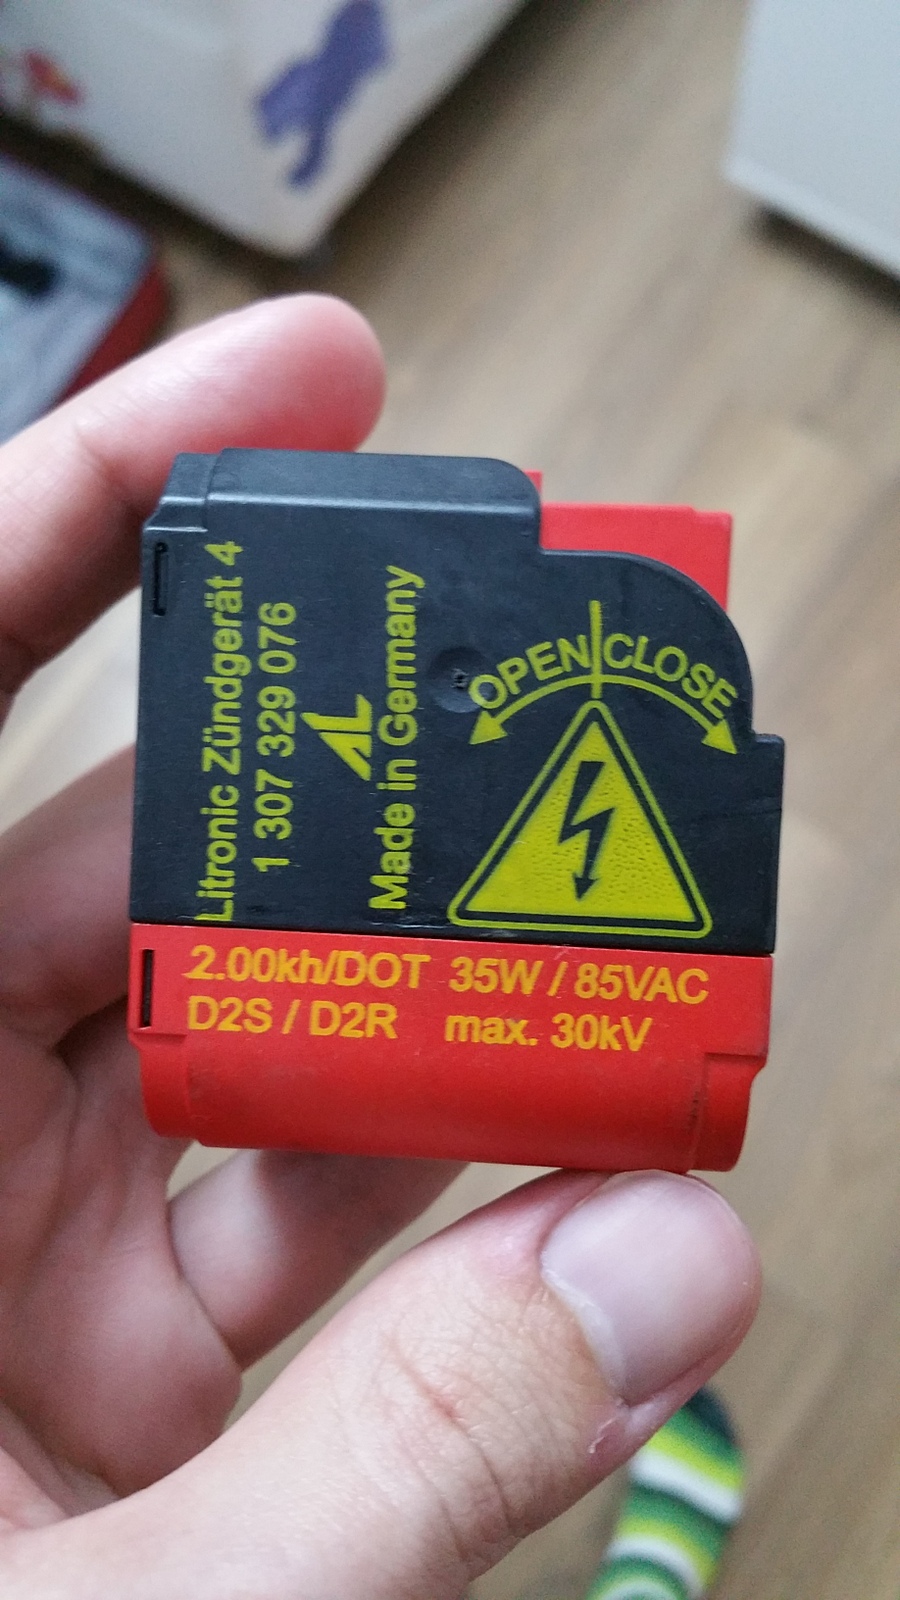 Litronic Zündgerät 4
1 307 329 076
AL
Made in Germany
OPEN CLOSE
2.00kh/DOT 35W / 85VAC
D2S / D2R max. 30kV